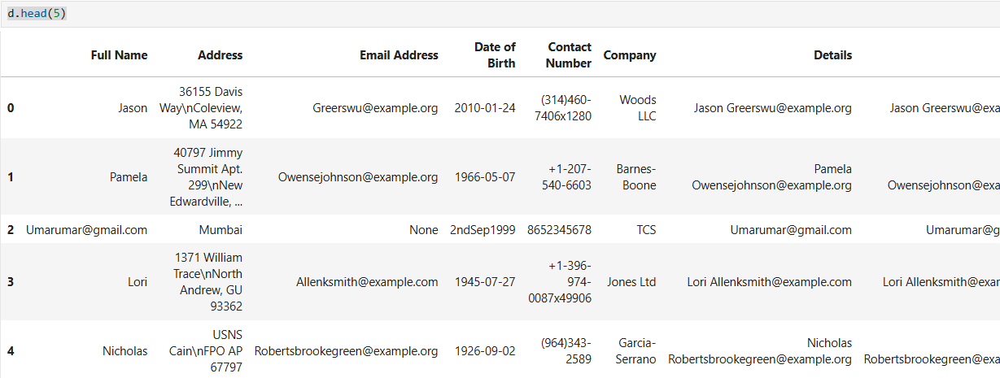 d.head(5)
Full Name Address Email Address Date of Birth Contact Number Company Details
0 Jason 36155 Davis Way\nColeview, MA 54922 Greerswu@example.org 2010-01-24 (314)460-7406x1280 Woods LLC Jason Greerswu@example.org Jason Greerswu@exa
1 Pamela 40797 Jimmy Summit Apt. 299\nNew Edwardville, ... Owensejohnson@example.org 1966-05-07 +1-207-540-6603 Barnes-Boone Pamela Owensejohnson@example.org Owensejohnson@exa
2 Umarumar@gmail.com Mumbai None 2ndSep1999 8652345678 TCS Umarumar@gmail.com Umarumar@g
3 Lori 1371 William Trace\nNorth Andrew, GU 93362 Allenksmith@example.com 1945-07-27 +1-396-974-0087x49906 Jones Ltd Lori Allenksmith@example.com Lori Allenksmith@exar
4 Nicholas USNS Cain\nFPO AP 67797 Robertsbrookegreen@example.org 1926-09-02 (964)343-2589 Garcia-Serrano Nicholas Robertsbrookegreen@example.org Robertsbrookegreen@exa